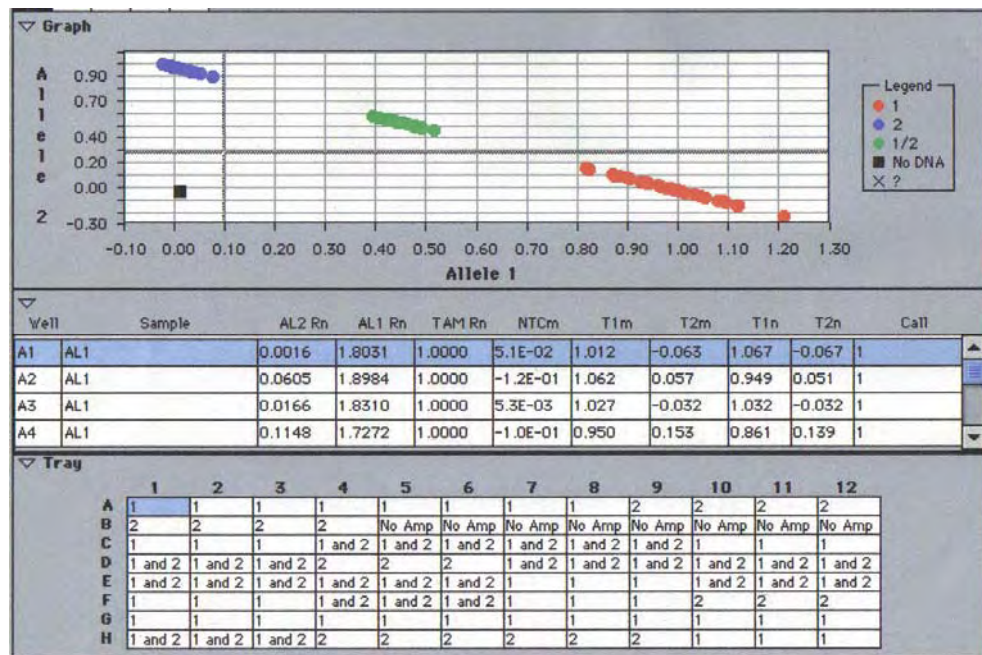 Graph
Allele 2
0.90
0.70
0.40
0.20
0.00
-0.30
-0.10 0.00 0.10 0.20 0.30 0.40 0.50 0.60 0.70 0.80 0.90 1.00 1.10 1.20 1.30
Allele 1
Legend
1
2
1/2
No DNA
?
Well Sample AL2 Rn AL1 Rn TAM Rn NTCm T1m T2m T1n T2n Call
A1 AL1 0.0016 1.8031 1.0000 5.1E-02 1.012 -0.063 1.067 -0.067 1
A2 AL1 0.0605 1.8984 1.0000 -1.2E-01 1.062 0.057 0.949 0.051 1
A3 AL1 0.0166 1.8310 1.0000 5.3E-03 1.027 -0.032 1.032 -0.032 1
A4 AL1 0.1148 1.7272 1.0000 -1.0E-01 0.950 0.153 0.861 0.139 1
Tray
1 2 3 4 5 6 7 8 9 10 11 12
A 1 1 1 1 1 1 1 1 2 2 2 2
B 2 2 2 2 No Amp No Amp No Amp No Amp No Amp No Amp No Amp No Amp
C 1 1 1 1 and 2 1 and 2 1 and 2 1 and 2 1 and 2 1 and 2 1 1 1
D 1 and 2 1 and 2 1 and 2 2 2 2 1 and 2 1 and 2 1 and 2 1 and 2 1 and 2 1 and 2
E 1 and 2 1 and 2 1 and 2 1 and 2 1 and 2 1 and 2 1 1 1 1 and 2 1 and 2 1 and 2
F 1 1 1 1 and 2 1 and 2 1 and 2 1 1 1 2 2 2
G 1 1 1 1 1 1 1 1 1 1 1 1
H 1 and 2 1 and 2 1 and 2 2 2 2 2 2 2 1 1 1